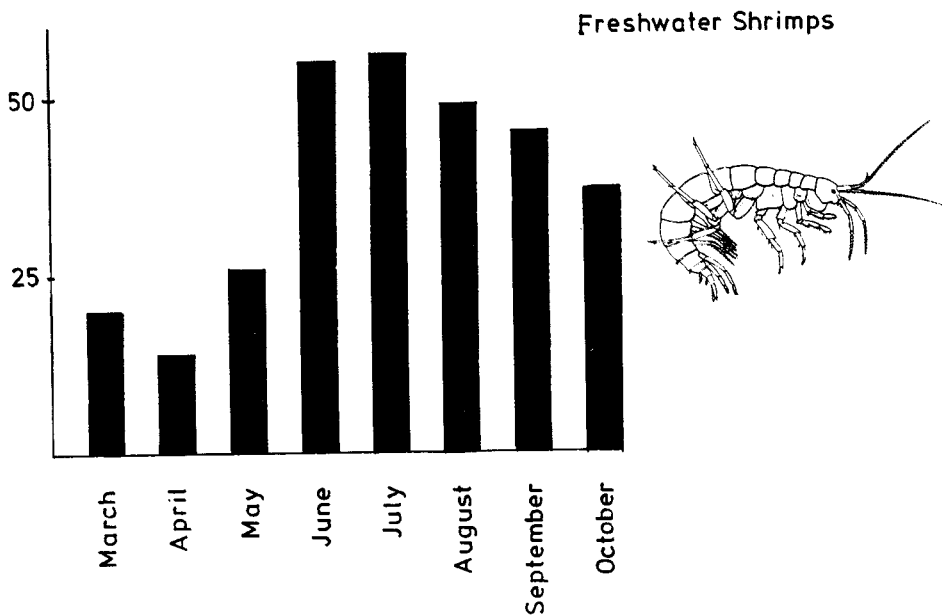 Freshwater Shrimps
50
25
March
April
May
June
July
August
September
October